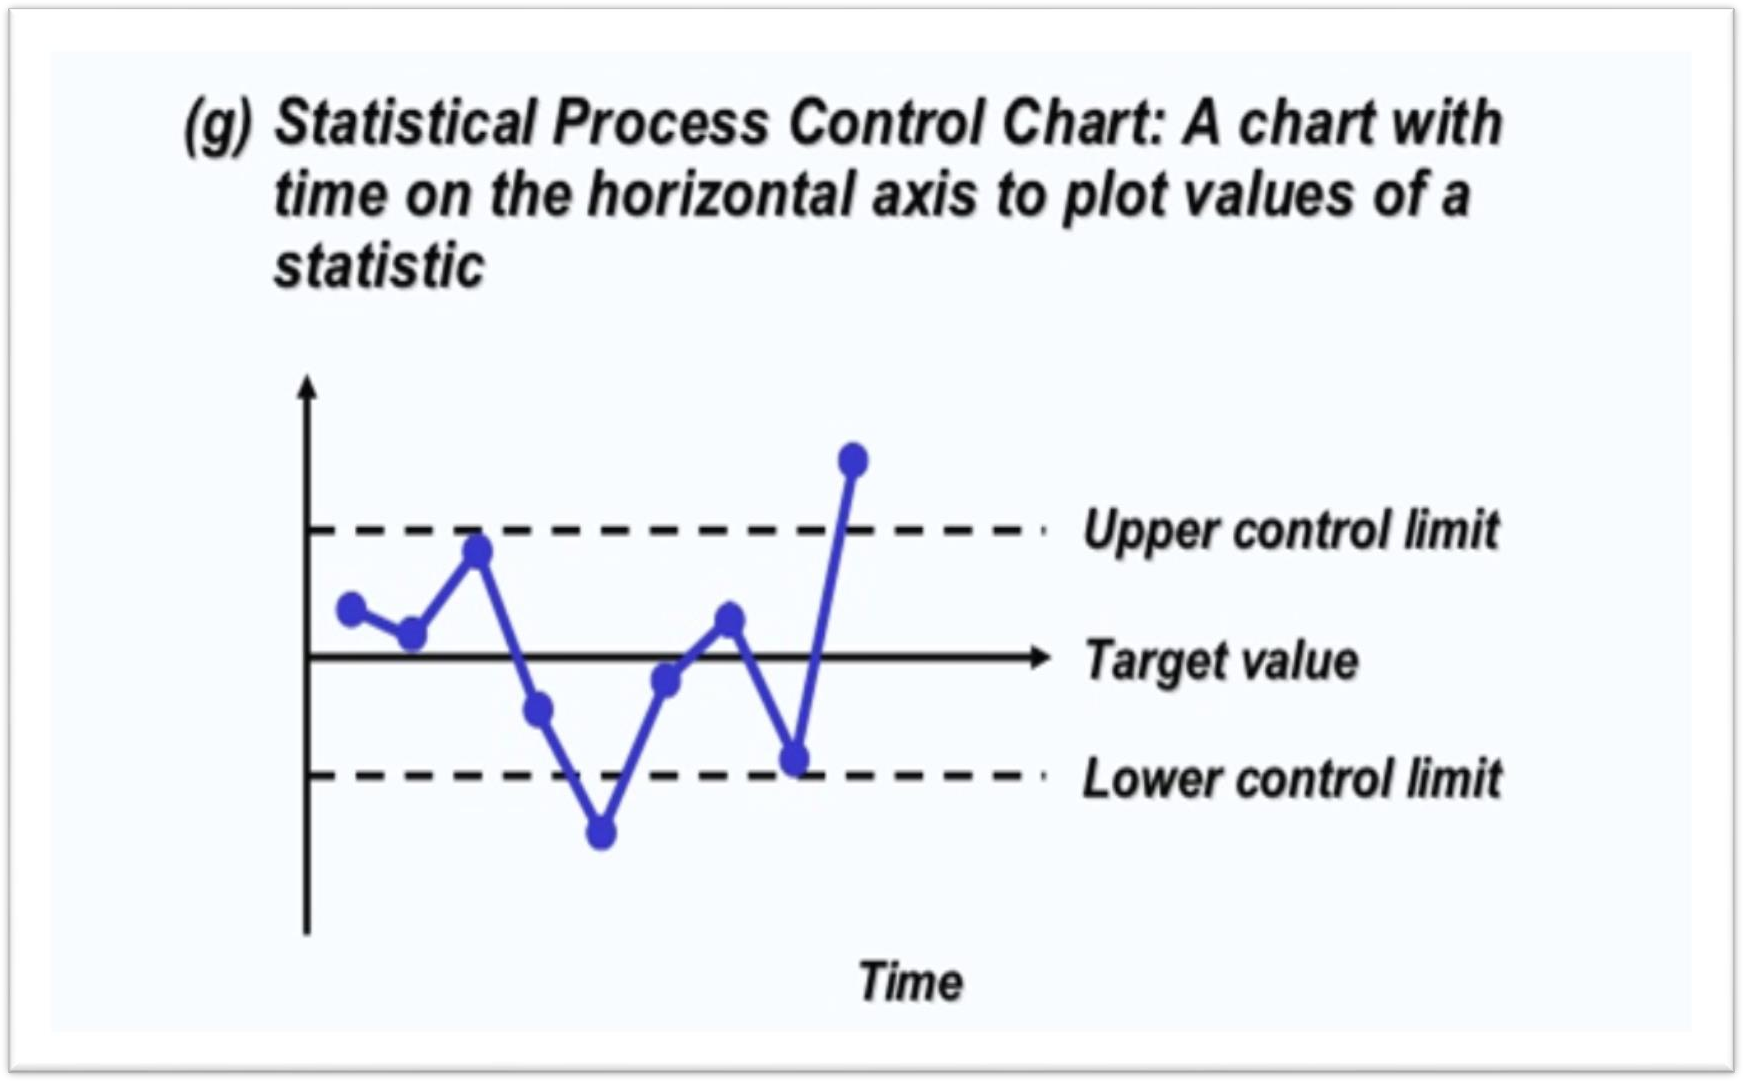 (g) Statistical Process Control Chart: A chart with
time on the horizontal axis to plot values of a
statistic
Upper control limit
Target value
Lower control limit
Time